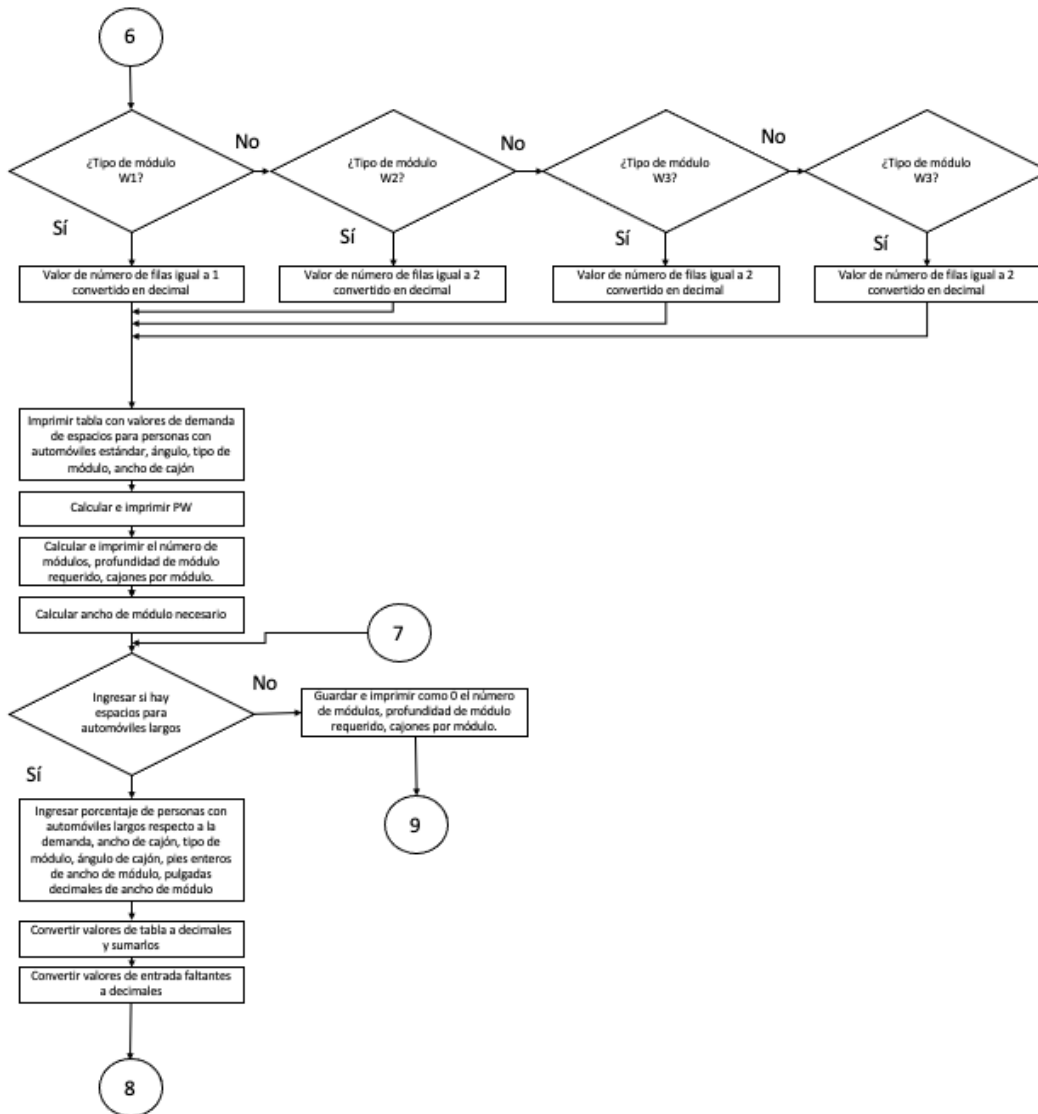 6
No
No
No
¿Tipo de módulo
W1?
¿Tipo de módulo
W2?
¿Tipo de módulo
W3?
¿Tipo de módulo
W3?
Sí
Sí
Sí
Sí
Valor de número de filas igual a 1
convertido en decimal
Valor de número de filas igual a 2
convertido en decimal
Valor de número de filas igual a 2
convertido en decimal
Valor de número de filas igual a 2
convertido en decimal
Imprimir tabla con valores de demanda
de espacios para personas con
automóviles estándar, ángulo, tipo de
módulo, ancho de cajón
Calcular e imprimir PW
Calcular e imprimir el número de
módulos, profundidad de módulo
requerido, cajones por módulo.
Calcular ancho de módulo necesario
7
Ingresar si hay
espacios para
automóviles largos
No
Guardar e imprimir como 0 el número
de módulos, profundidad de módulo
requerido, cajones por módulo.
Sí
9
Ingresar porcentaje de personas con
automóviles largos respecto a la
demanda, ancho de cajón, tipo de
módulo, ángulo de cajón, pies enteros
de ancho de módulo, pulgadas
decimales de ancho de módulo
Convertir valores de tabla a decimales
y sumarlos
Convertir valores de entrada faltantes
a decimales
8